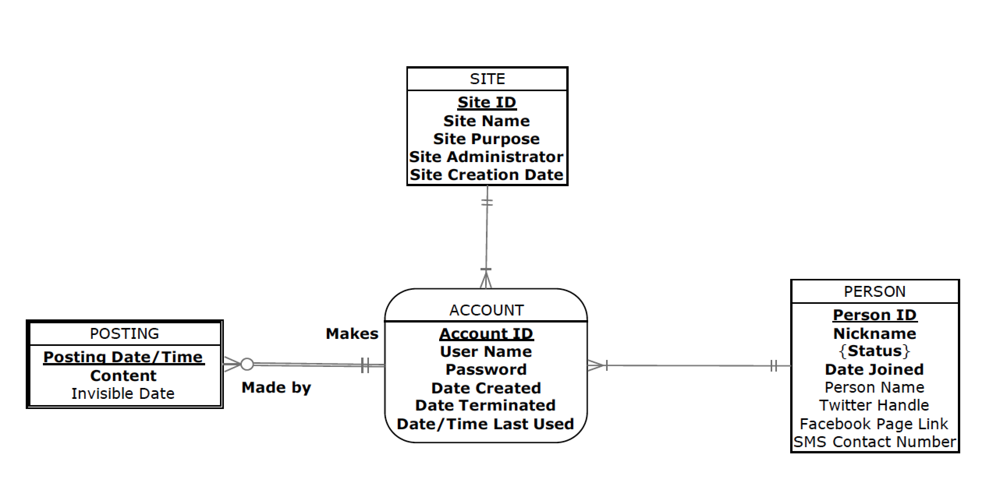 SITE
Site ID
Site Name
Site Purpose
Site Administrator
Site Creation Date
POSTING
Posting Date/Time
Content
Invisible Date
Makes
Made by
ACCOUNT
Account ID
User Name
Password
Date Created
Date Terminated
Date/Time Last Used
PERSON
Person ID
Nickname
{Status}
Date Joined
Person Name
Twitter Handle
Facebook Page Link
SMS Contact Number